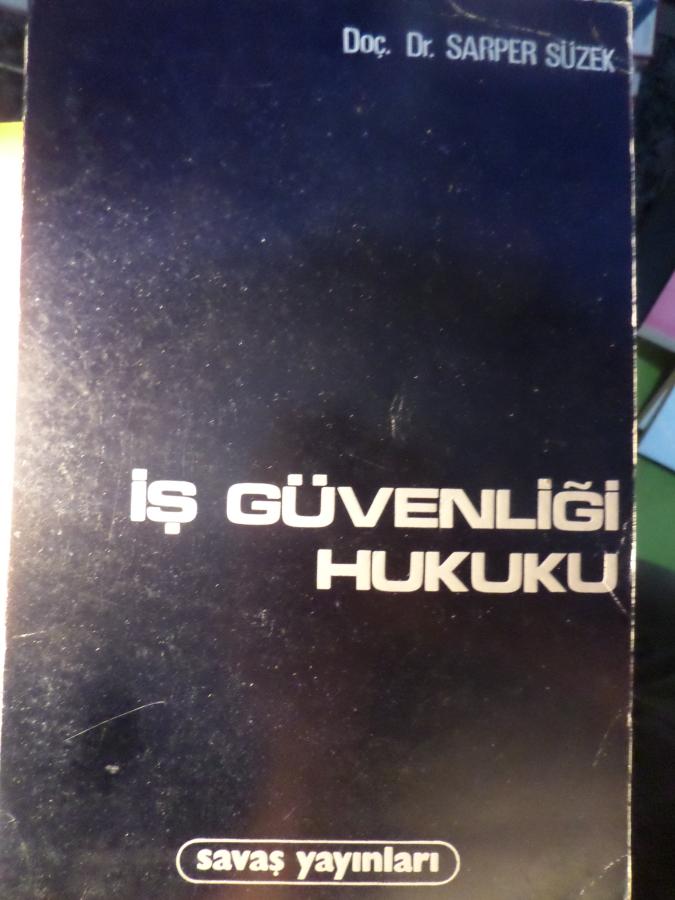 Doç. Dr. SARPER SÜZEK
İŞ GÜVENLİĞİ
HUKUKU
savaş yayınları